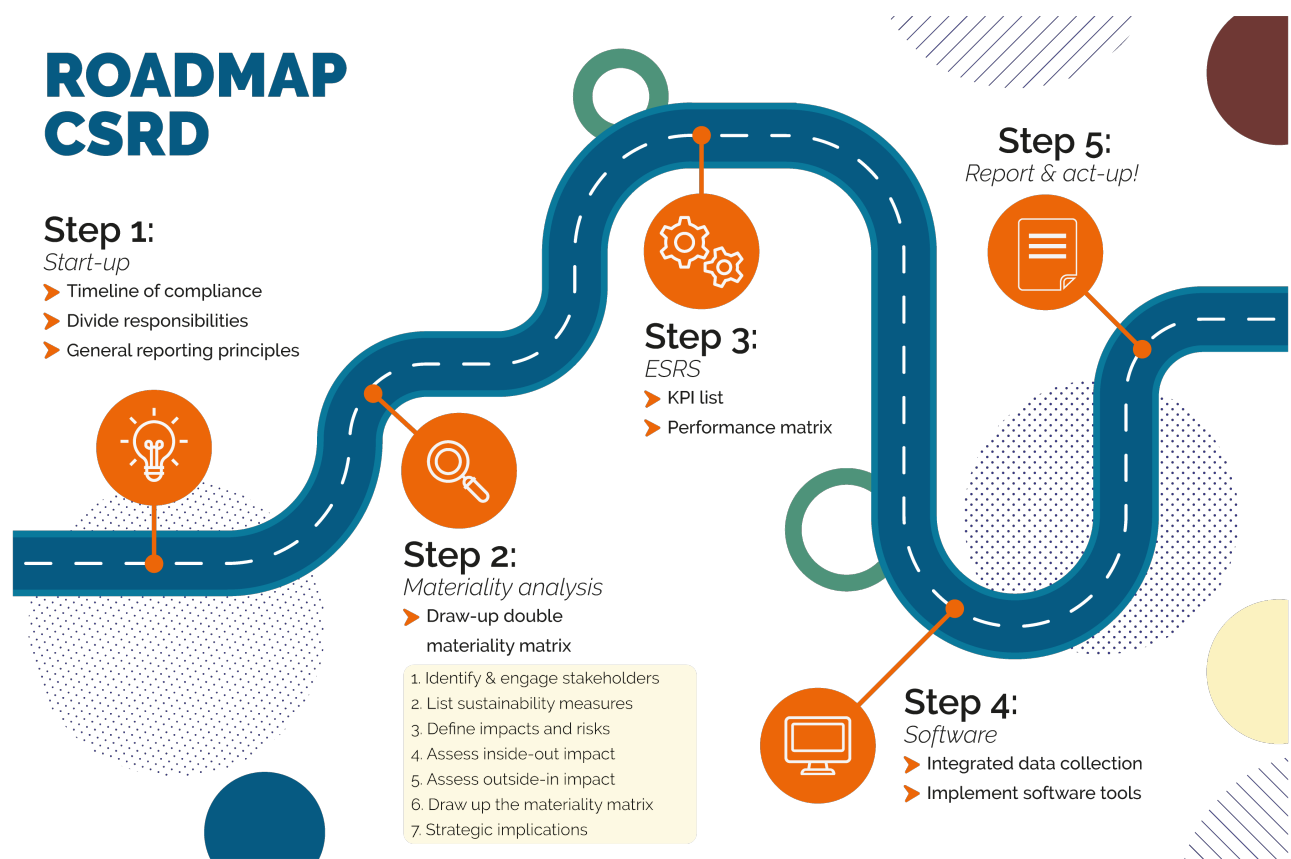 ROADMAP
CSRD
Step 1:
Start-up
Timeline of compliance
Divide responsibilities
General reporting principles
Step 2:
Materiality analysis
Draw-up double
materiality matrix
1. Identify & engage stakeholders
2. List sustainability measures
3. Define impacts and risks
4. Assess inside-out impact
5. Assess outside-in impact
6. Draw up the materiality matrix
7. Strategic implications
Step 3:
ESRS
KPI list
Performance matrix
Step 4:
Software
Integrated data collection
Implement software tools
Step 5:
Report & act-up!